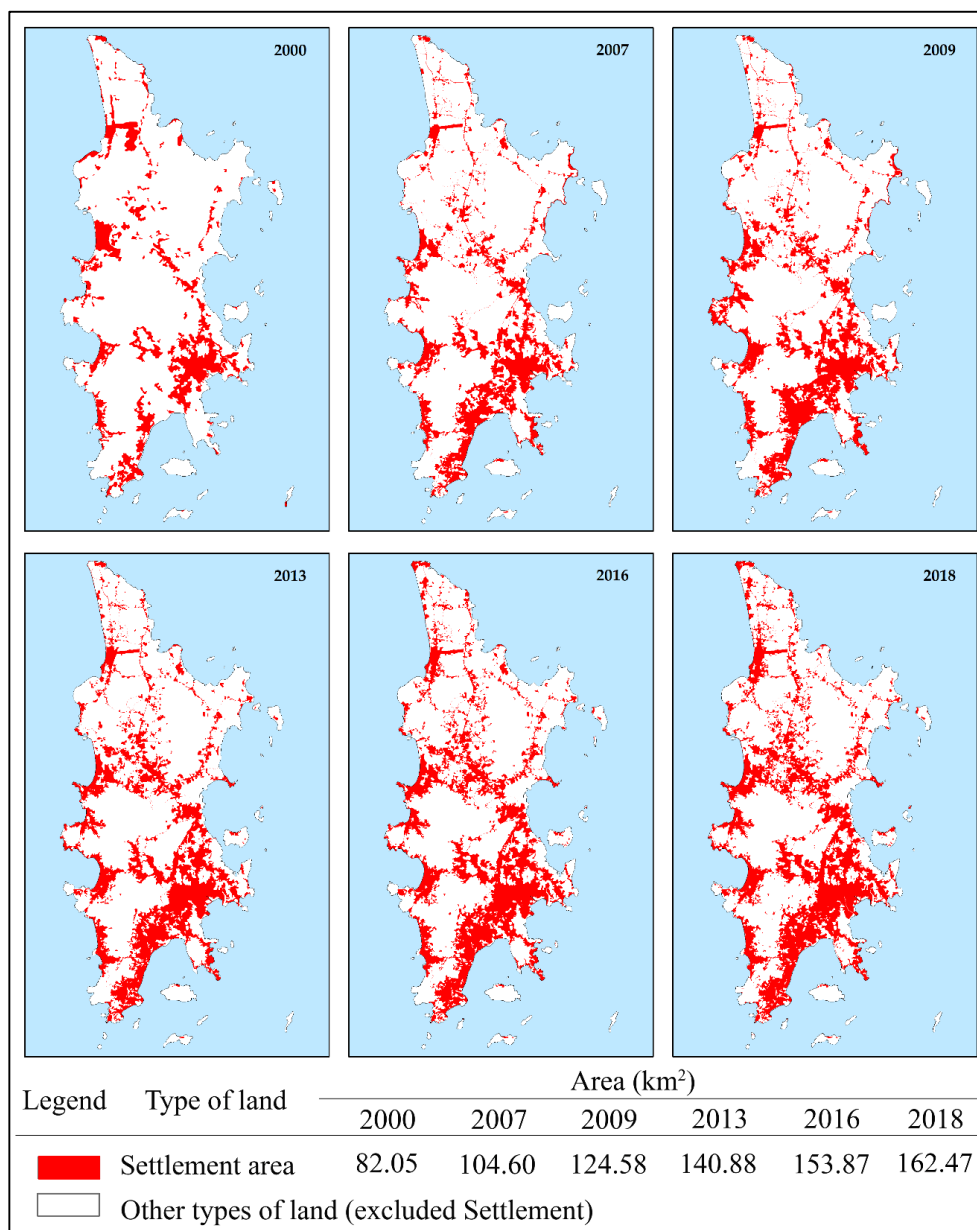 2000
2007
2009
2013
2016
2018
Area (km²)
Legend Type of land
2000 2007 2009 2013 2016 2018
Settlement area 82.05 104.60 124.58 140.88 153.87 162.47
Other types of land (excluded Settlement)